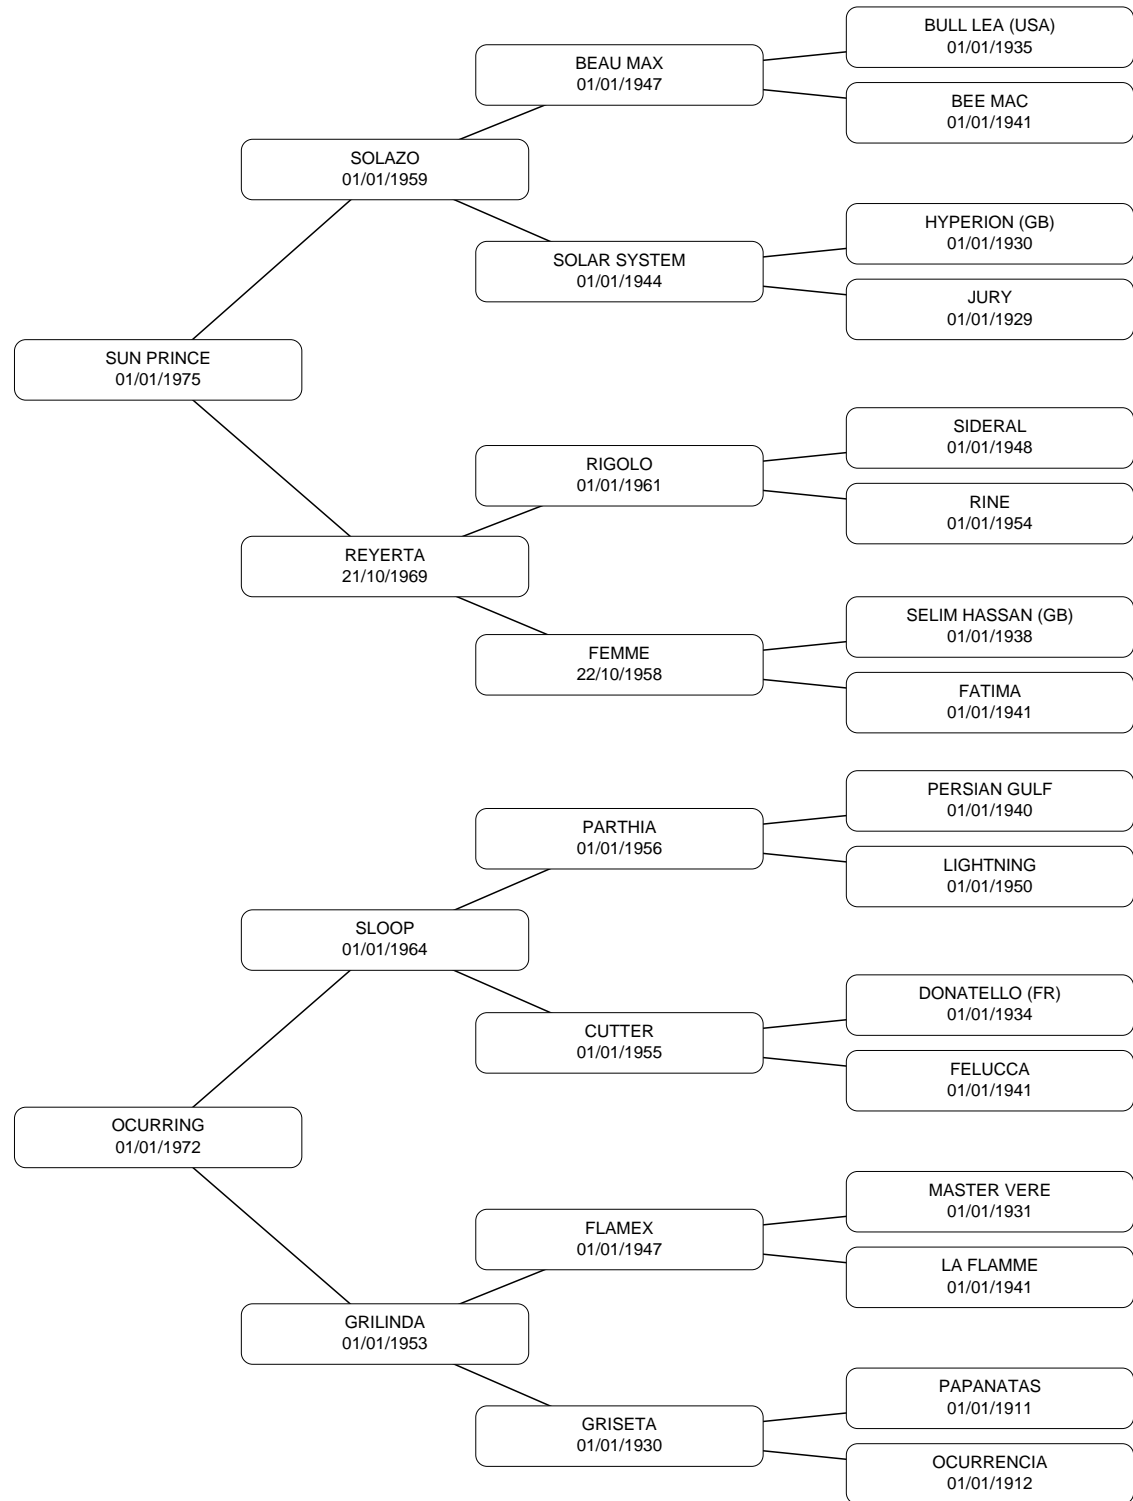 BULL LEA (USA)
01/01/1935
BEAU MAX
01/01/1947
BEE MAC
01/01/1941
SOLAZO
01/01/1959
HYPERION (GB)
01/01/1930
SOLAR SYSTEM
01/01/1944
JURY
01/01/1929
SUN PRINCE
01/01/1975
SIDERAL
01/01/1948
RIGOLO
01/01/1961
RINE
01/01/1954
REYERTA
21/10/1969
SELIM HASSAN (GB)
01/01/1938
FEMME
22/10/1958
FATIMA
01/01/1941
PERSIAN GULF
01/01/1940
PARTHIA
01/01/1956
LIGHTNING
01/01/1950
SLOOP
01/01/1964
DONATELLO (FR)
01/01/1934
CUTTER
01/01/1955
FELUCCA
01/01/1941
OCURRING
01/01/1972
MASTER VERE
01/01/1931
FLAMEX
01/01/1947
LA FLAMME
01/01/1941
GRILINDA
01/01/1953
PAPANATAS
01/01/1911
GRISETA
01/01/1930
OCURRENCIA
01/01/1912